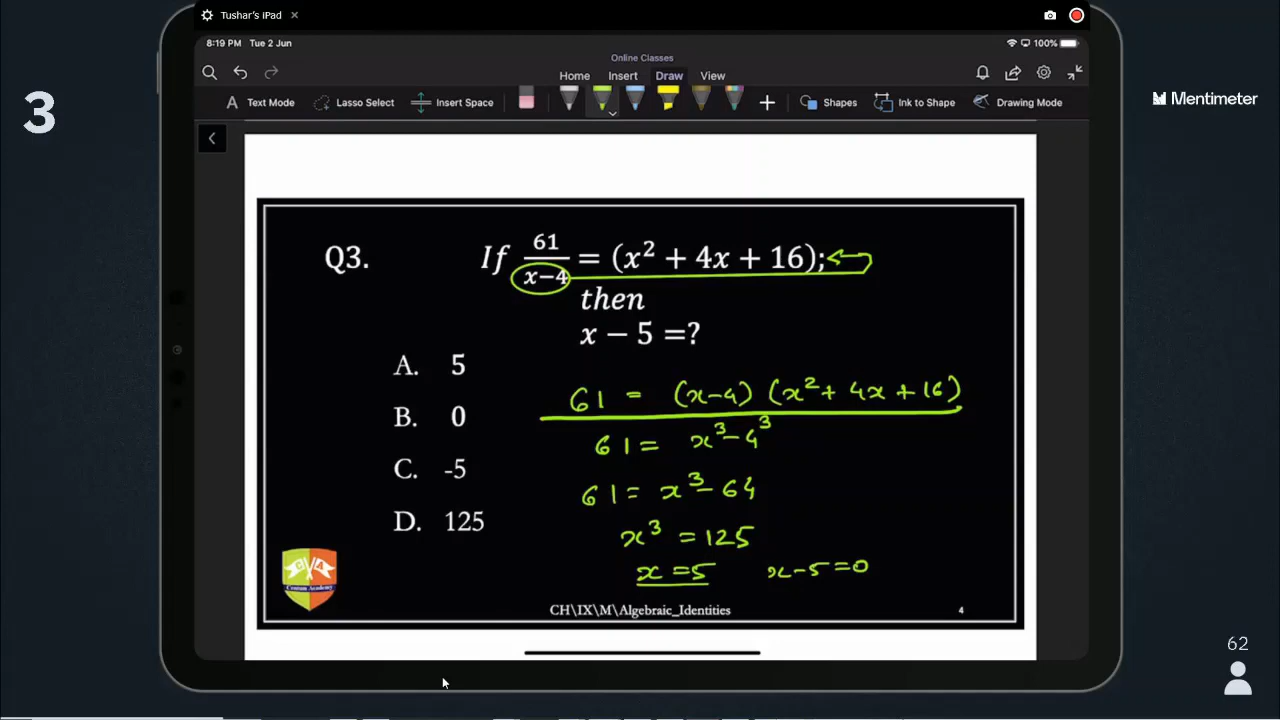 Tushar's iPad ×
8:19 PM Tue 2 Jun
100%
Online Classes
Home Insert Draw View
Text Mode Lasso Select Insert Space Shapes Ink to Shape Drawing Mode
3
Mentimeter
Q3. If 61/x−4 = (x² + 4x + 16);
then
x − 5 =?
A. 5
B. 0
C. -5
D. 125
61 = (x-4) (x² + 4x + 16)
61 = x³ - 4³
61 = x³ - 64
x³ = 125
x = 5 x-5 = 0
Centum Academy
CH\IX\M\Algebraic_Identities 4
62